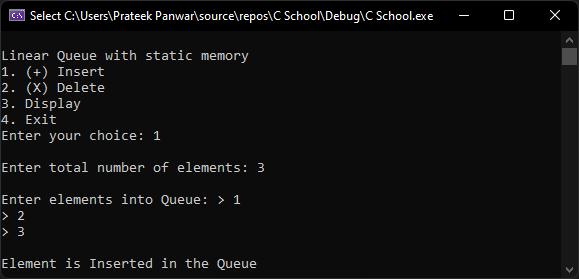 Select C:\Users\Prateek Panwar\source\repos\C School\Debug\C School.exe
Linear Queue with static memory
1. (+) Insert
2. (X) Delete
3. Display
4. Exit
Enter your choice: 1
Enter total number of elements: 3
Enter elements into Queue: > 1
> 2
> 3
Element is Inserted in the Queue